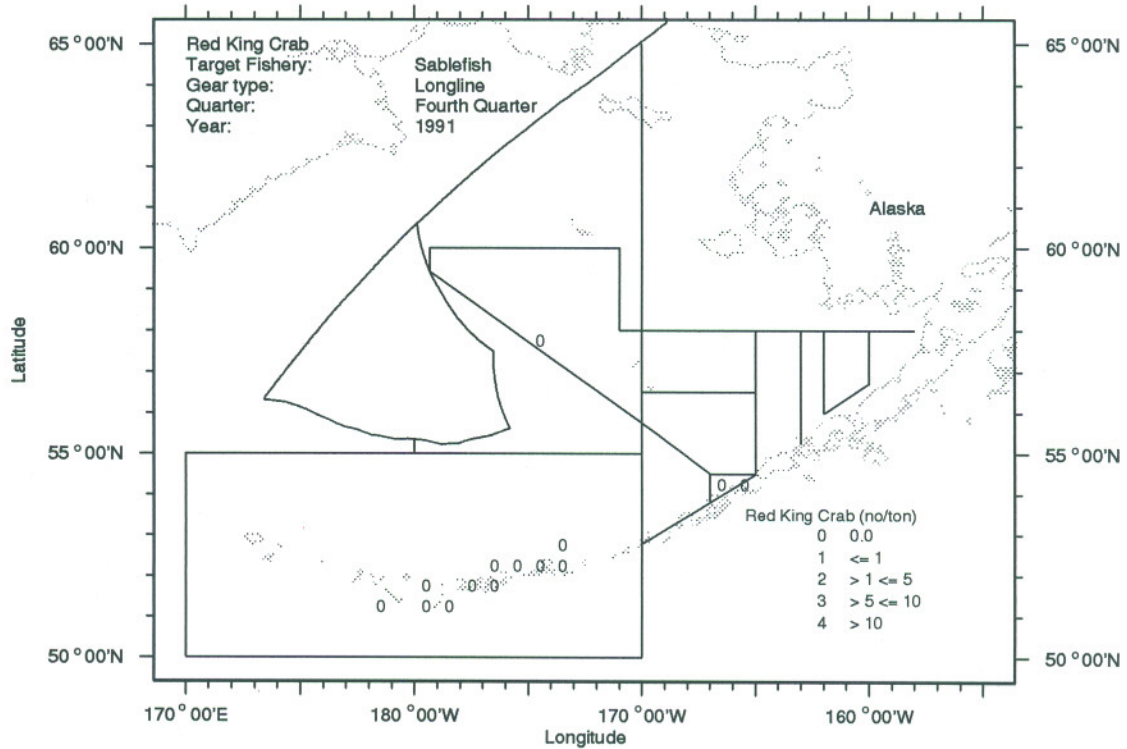 65°00'N
65°00'N
Red King Crab
Target Fishery: Sablefish
Gear type: Longline
Quarter: Fourth Quarter
Year: 1991
Alaska
60°00'N
60°00'N
Latitude
0
55°00'N
55°00'N
0 0
Red King Crab (no/ton)
0 0.0
1 <= 1
2 > 1 <= 5
3 > 5 <= 10
4 > 10
0
0 0 0 0
0 0 0
0 0 0
50°00'N
50°00'N
170°00'E
180°00'W
170°00'W
160°00'W
Longitude